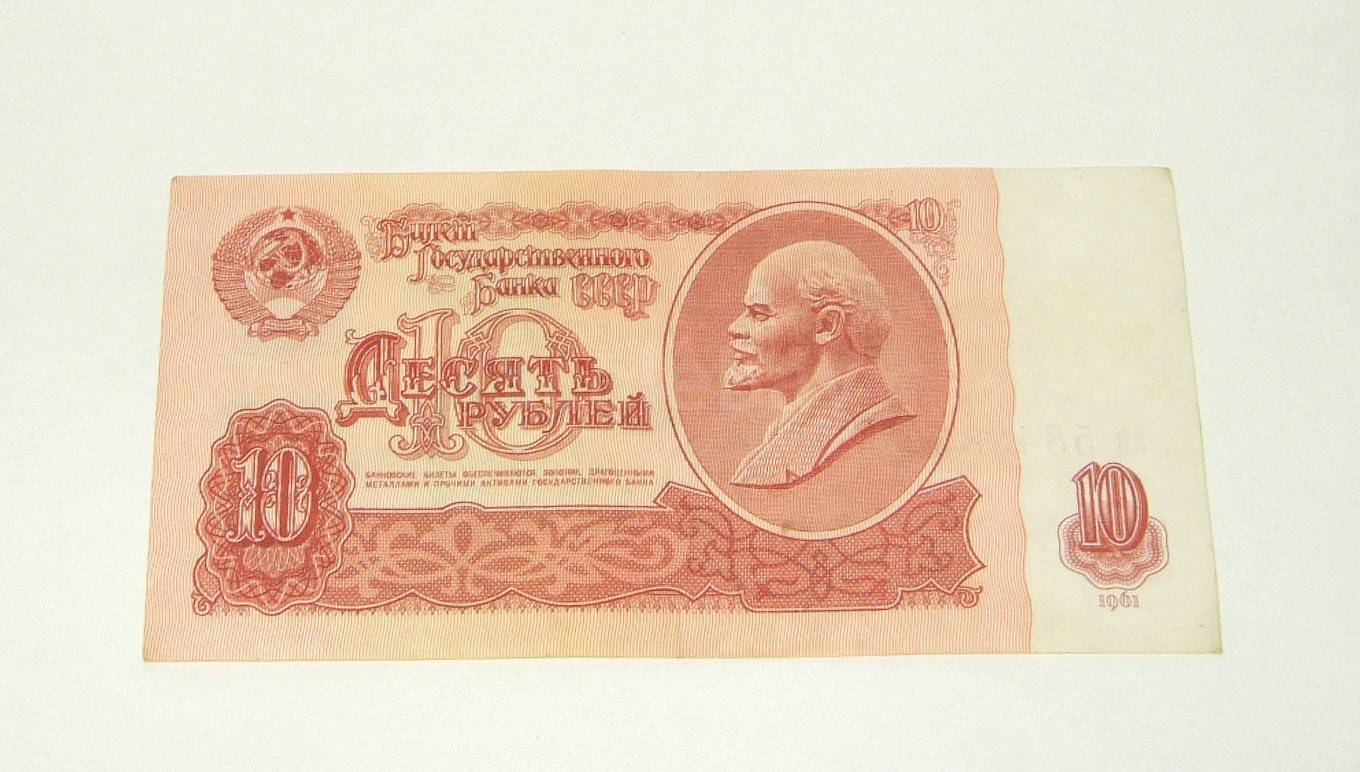 Билет
Государственного
Банка СССР
10
10
Десять
рублей
Банковские билеты обеспечиваются золотом, драгоценными
металлами и прочими активами Государственного Банка
10
10
1961